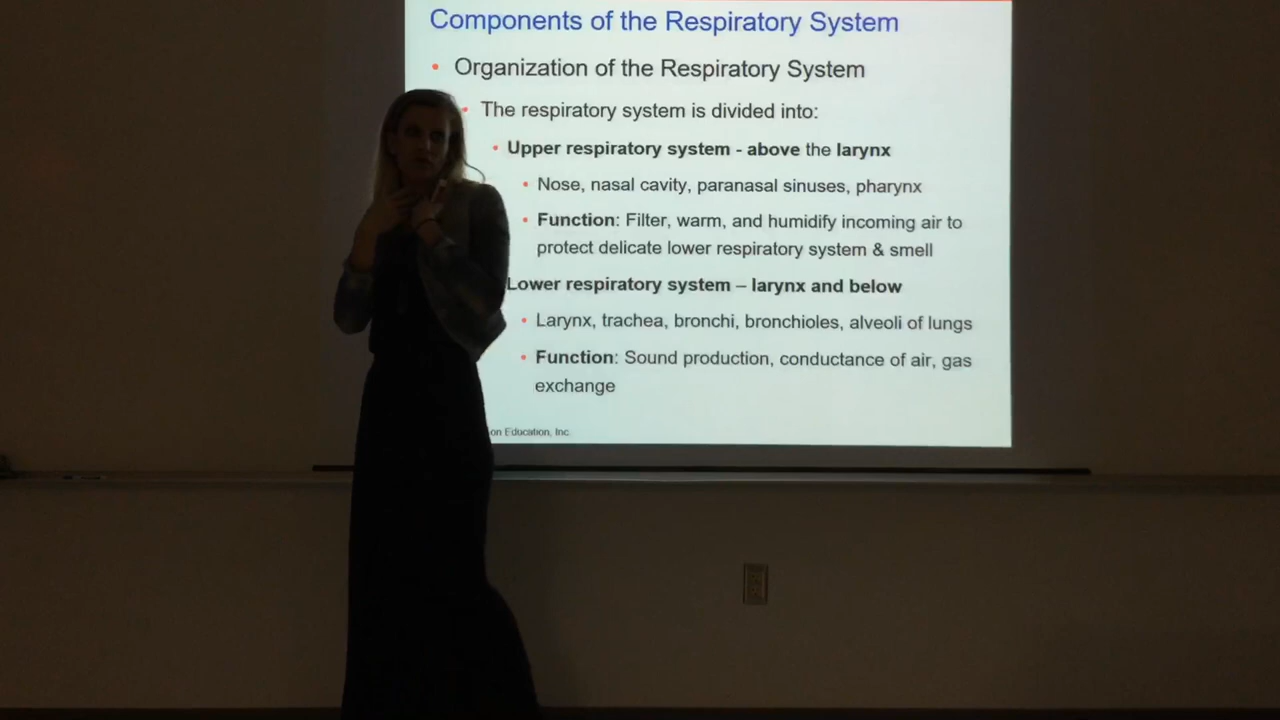 Components of the Respiratory System
• Organization of the Respiratory System
• The respiratory system is divided into:
• Upper respiratory system - above the larynx
• Nose, nasal cavity, paranasal sinuses, pharynx
• Function: Filter, warm, and humidify incoming air to
protect delicate lower respiratory system & smell
Lower respiratory system – larynx and below
• Larynx, trachea, bronchi, bronchioles, alveoli of lungs
• Function: Sound production, conductance of air, gas
exchange
on Education, Inc.